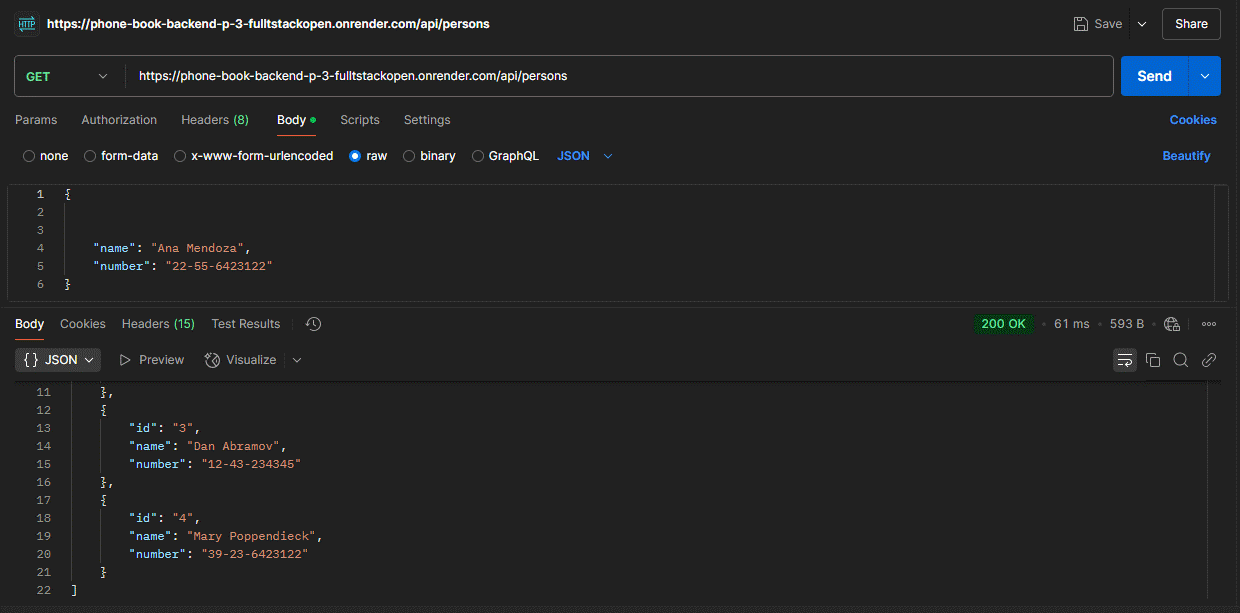 HTTP https://phone-book-backend-p-3-fulltstackopen.onrender.com/api/persons Save Share
GET https://phone-book-backend-p-3-fulltstackopen.onrender.com/api/persons Send
Params Authorization Headers (8) Body Scripts Settings Cookies
none form-data x-www-form-urlencoded raw binary GraphQL JSON Beautify
1 {
2
3
4 "name": "Ana Mendoza",
5 "number": "22-55-6423122"
6 }
Body Cookies Headers (15) Test Results 200 OK 61 ms 593 B
{} JSON Preview Visualize
11 },
12 {
13 "id": "3",
14 "name": "Dan Abramov",
15 "number": "12-43-234345"
16 },
17 {
18 "id": "4",
19 "name": "Mary Poppendieck",
20 "number": "39-23-6423122"
21 }
22 ]